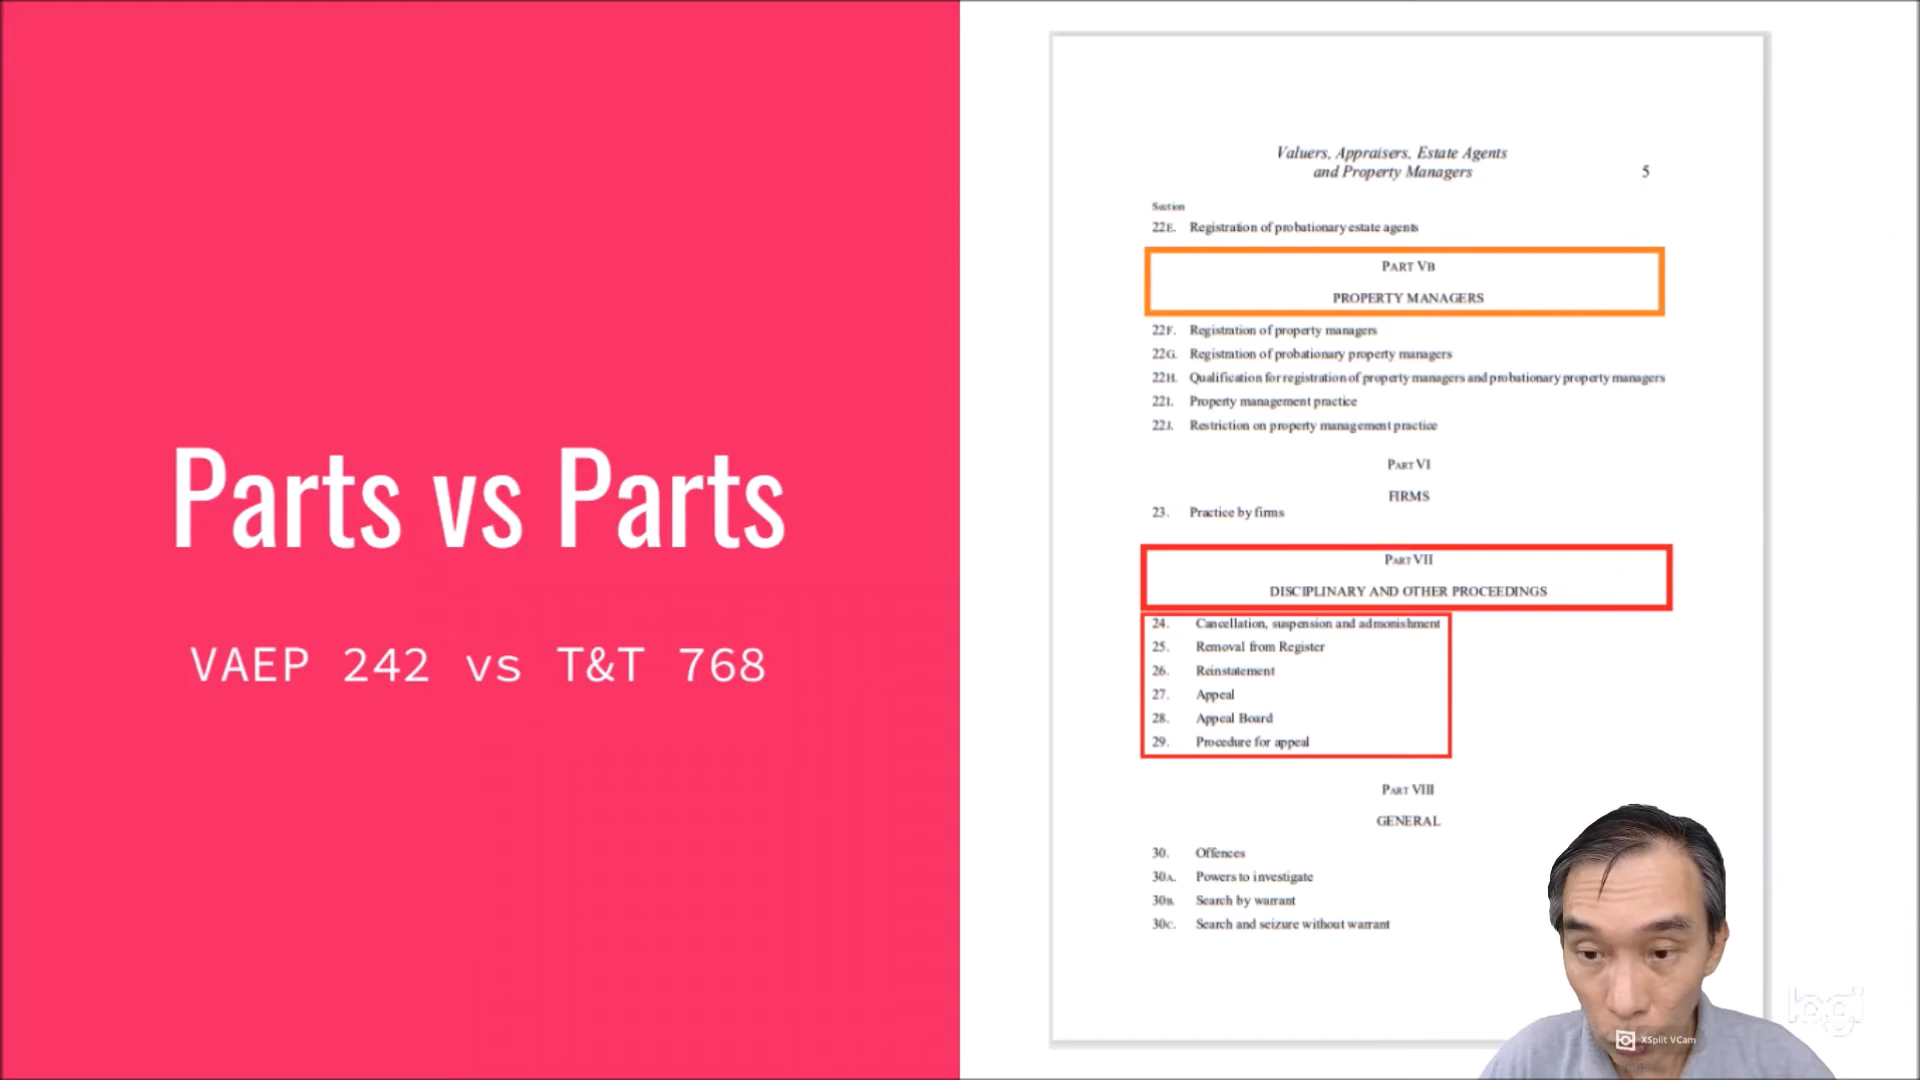 Parts vs Parts
VAEP 242 vs T&T 768
Valuers, Appraisers, Estate Agents
and Property Managers
5
Section
22E. Registration of probationary estate agents
PART VB
PROPERTY MANAGERS
22F. Registration of property managers
22G. Registration of probationary property managers
22H. Qualification for registration of property managers and probationary property managers
22I. Property management practice
22J. Restriction on property management practice
PART VI
FIRMS
23. Practice by firms
PART VII
DISCIPLINARY AND OTHER PROCEEDINGS
24. Cancellation, suspension and admonishment
25. Removal from Register
26. Reinstatement
27. Appeal
28. Appeal Board
29. Procedure for appeal
PART VIII
GENERAL
30. Offences
30A. Powers to investigate
30B. Search by warrant
30C. Search and seizure without warrant
logi
XSplit VCam